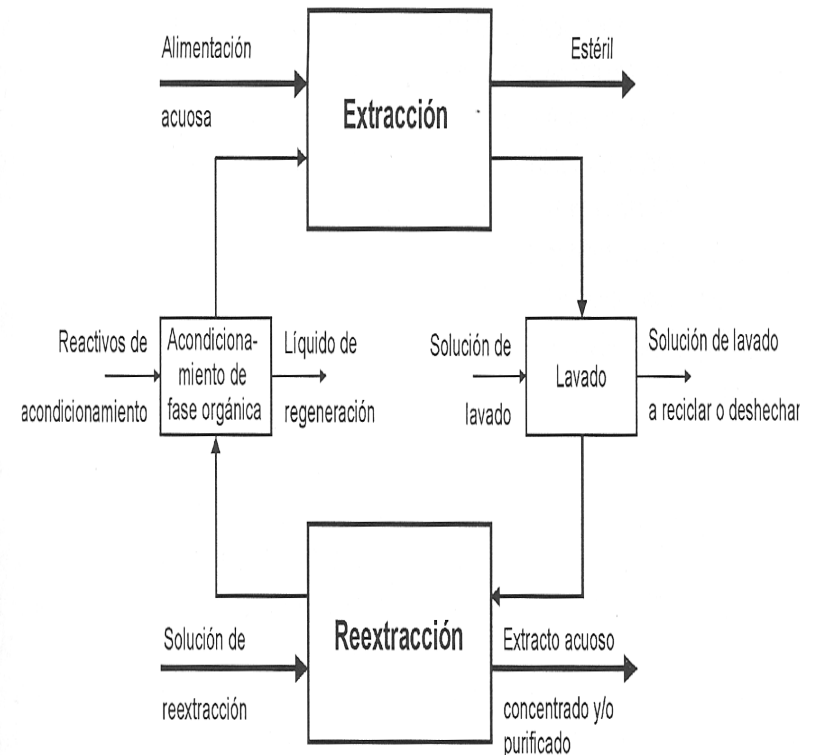 Alimentación
acuosa
Extracción
Estéril
Reactivos de
acondicionamiento
Acondiciona-
miento de
fase orgánica
Líquido de
regeneración
Solución de
lavado
Lavado
Solución de lavado
a reciclar o deshechar
Solución de
reextracción
Reextracción
Extracto acuoso
concentrado y/o
purificado